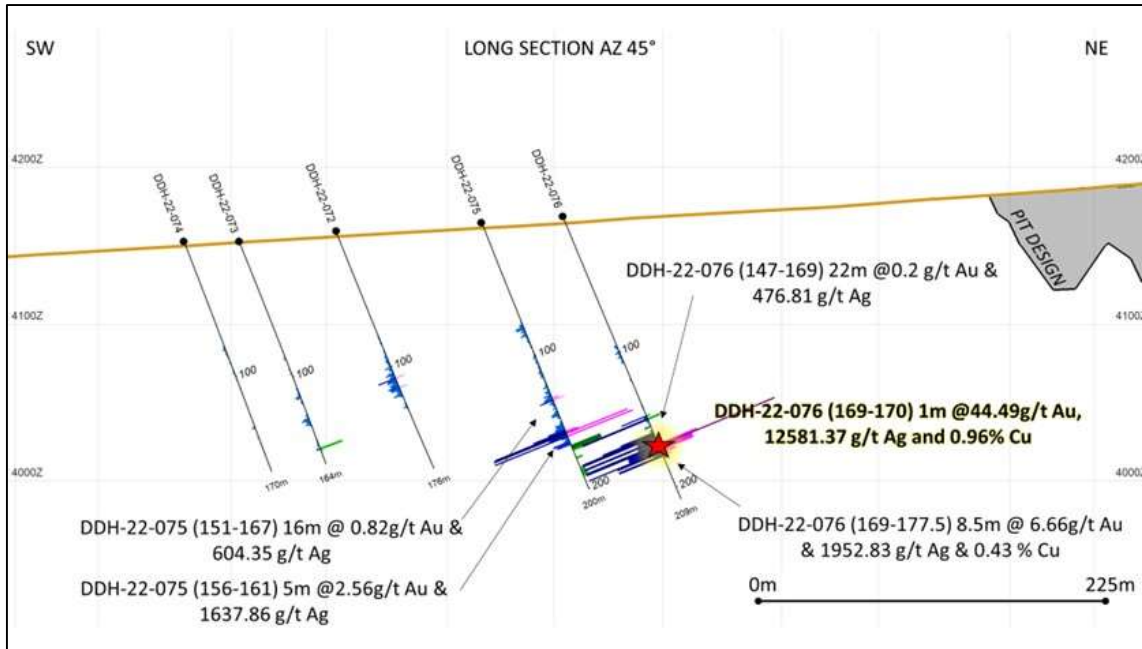 SW
LONG SECTION AZ 45°
NE
4200Z
4200Z
DDH-22-074
DDH-22-073
DDH-22-072
DDH-22-075
DDH-22-076
PIT DESIGN
DDH-22-076 (147-169) 22m @0.2 g/t Au &
476.81 g/t Ag
4100Z
4100Z
100
100
100
100
100
DDH-22-076 (169-170) 1m @44.49g/t Au,
12581.37 g/t Ag and 0.96% Cu
4000Z
4000Z
170m
164m
176m
200
200m
200
209m
DDH-22-075 (151-167) 16m @ 0.82g/t Au &
604.35 g/t Ag
DDH-22-076 (169-177.5) 8.5m @ 6.66g/t Au
& 1952.83 g/t Ag & 0.43 % Cu
DDH-22-075 (156-161) 5m @2.56g/t Au &
1637.86 g/t Ag
0m
225m